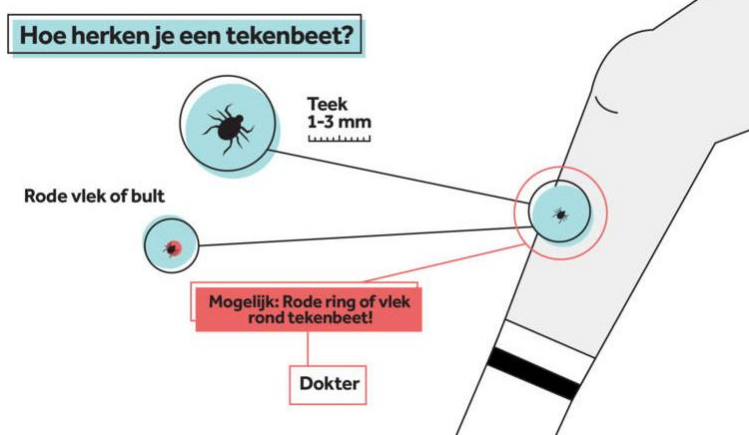 Hoe herken je een tekenbeet?
Teek
1-3 mm
Rode vlek of bult
Mogelijk: Rode ring of vlek
rond tekenbeet!
Dokter